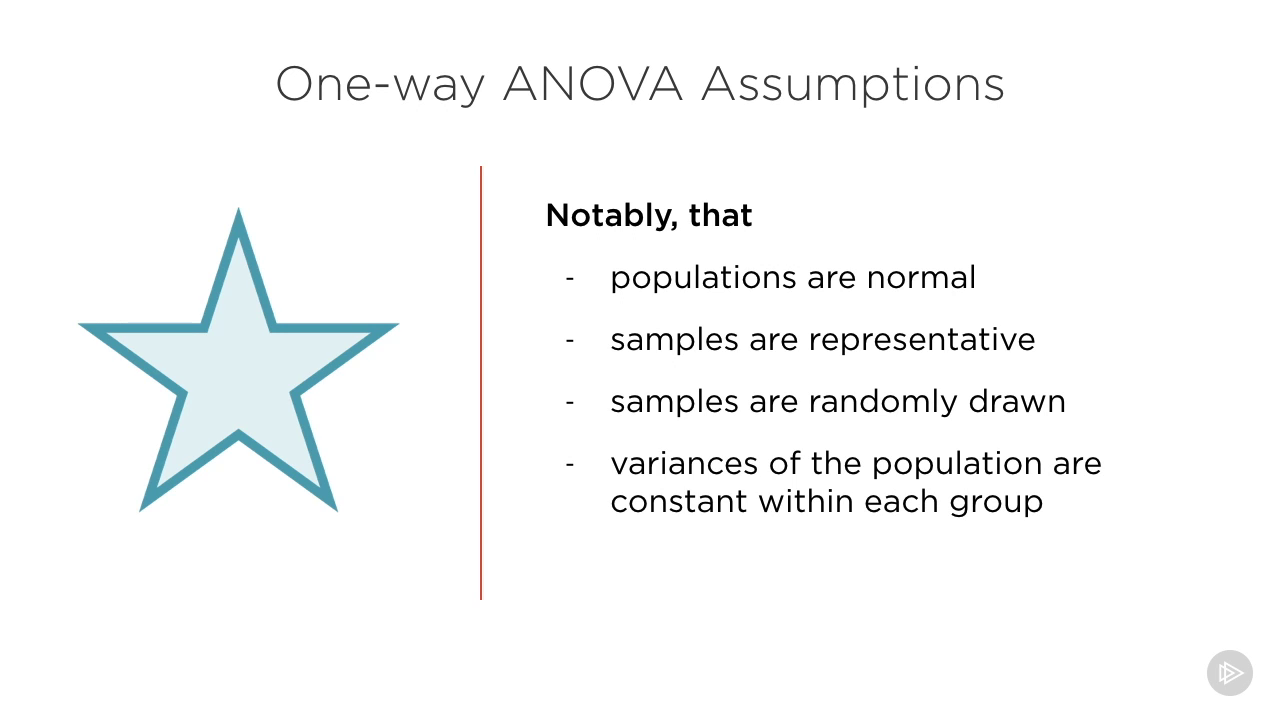 One-way ANOVA Assumptions
Notably, that
- populations are normal
- samples are representative
- samples are randomly drawn
- variances of the population are
constant within each group